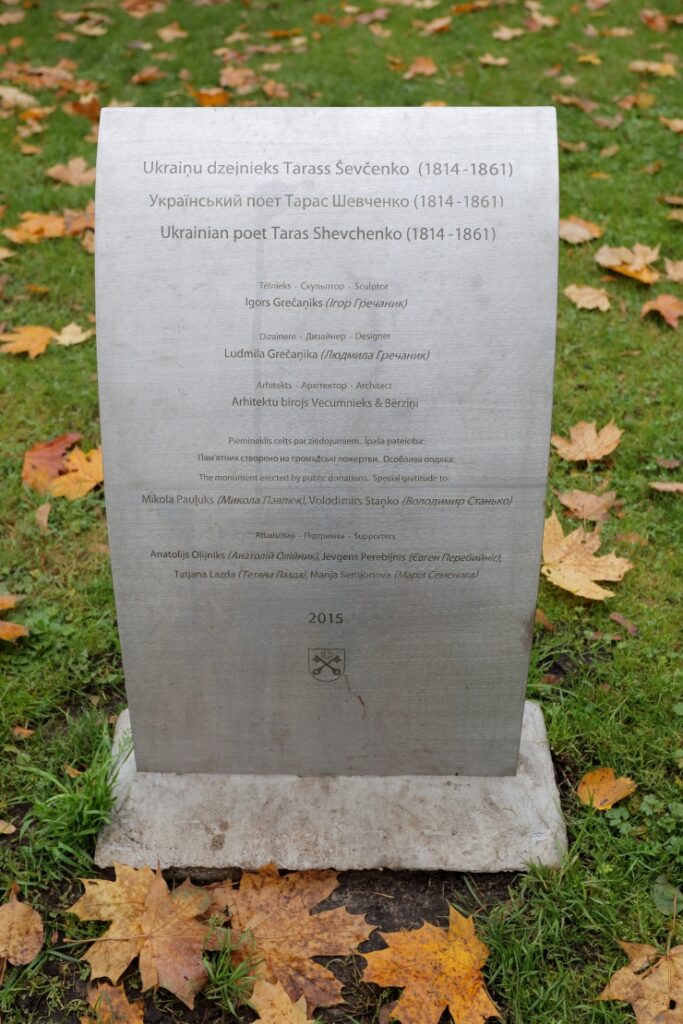 Ukraiņu dzejnieks Tarass Ševčenko (1814-1861)
Український поет Тарас Шевченко (1814-1861)
Ukrainian poet Taras Shevchenko (1814-1861)
Tēlnieks - Скульптор - Sculptor
Igors Grečaņiks (Ігор Гречаник)
Dizainere - Дизайнер - Designer
Ludmila Grečaņika (Людмила Гречаник)
Arhitekts - Архітектор - Architect
Arhitektu birojs Vecumnieks & Bērziņi
Piemineklis celts par ziedojumiem. Īpaša pateicība:
Пам'ятник створено на громадські пожертви. Особлива подяка:
The monument erected by public donations. Special gratitude to:
Mikola Pauļuks (Микола Павлюк), Volodimirs Staņko (Володимир Станько)
Atbalstītāji - Підтримка - Supporters
Anatolijs Olijniks (Анатолій Олійник), Jevgens Perebijnis (Євген Перебийніс),
Tatjana Lazda (Тетяна Лазда), Marija Semjonova (Марія Семенова)
2015